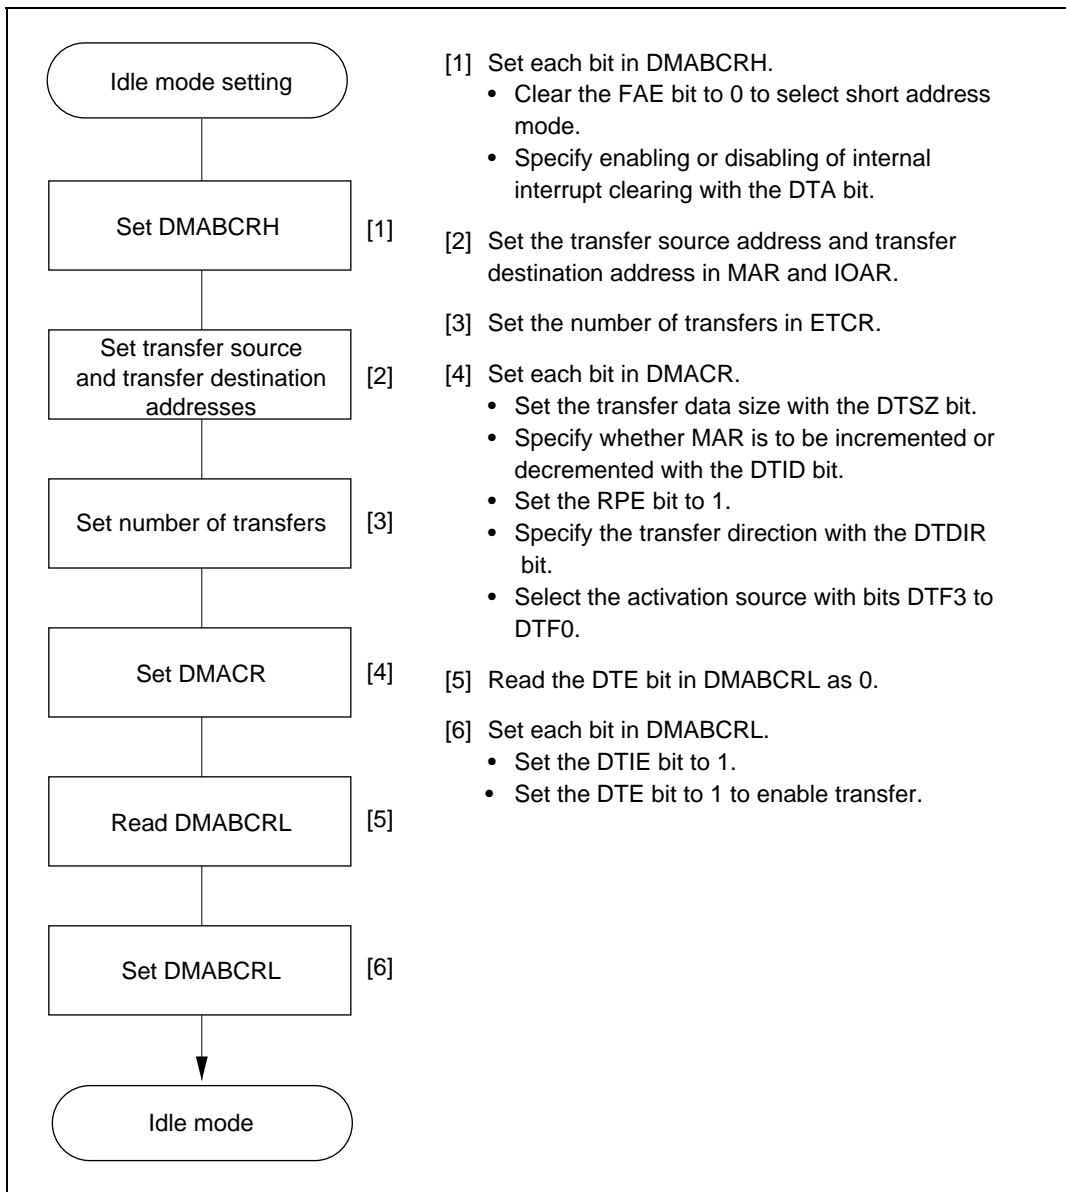 Idle mode setting
Set DMABCRH
[1]
Set transfer source
and transfer destination
addresses
[2]
Set number of transfers
[3]
Set DMACR
[4]
Read DMABCRL
[5]
Set DMABCRL
[6]
Idle mode
[1] Set each bit in DMABCRH.
• Clear the FAE bit to 0 to select short address
mode.
• Specify enabling or disabling of internal
interrupt clearing with the DTA bit.
[2] Set the transfer source address and transfer
destination address in MAR and IOAR.
[3] Set the number of transfers in ETCR.
[4] Set each bit in DMACR.
• Set the transfer data size with the DTSZ bit.
• Specify whether MAR is to be incremented or
decremented with the DTID bit.
• Set the RPE bit to 1.
• Specify the transfer direction with the DTDIR
bit.
• Select the activation source with bits DTF3 to
DTF0.
[5] Read the DTE bit in DMABCRL as 0.
[6] Set each bit in DMABCRL.
• Set the DTIE bit to 1.
• Set the DTE bit to 1 to enable transfer.